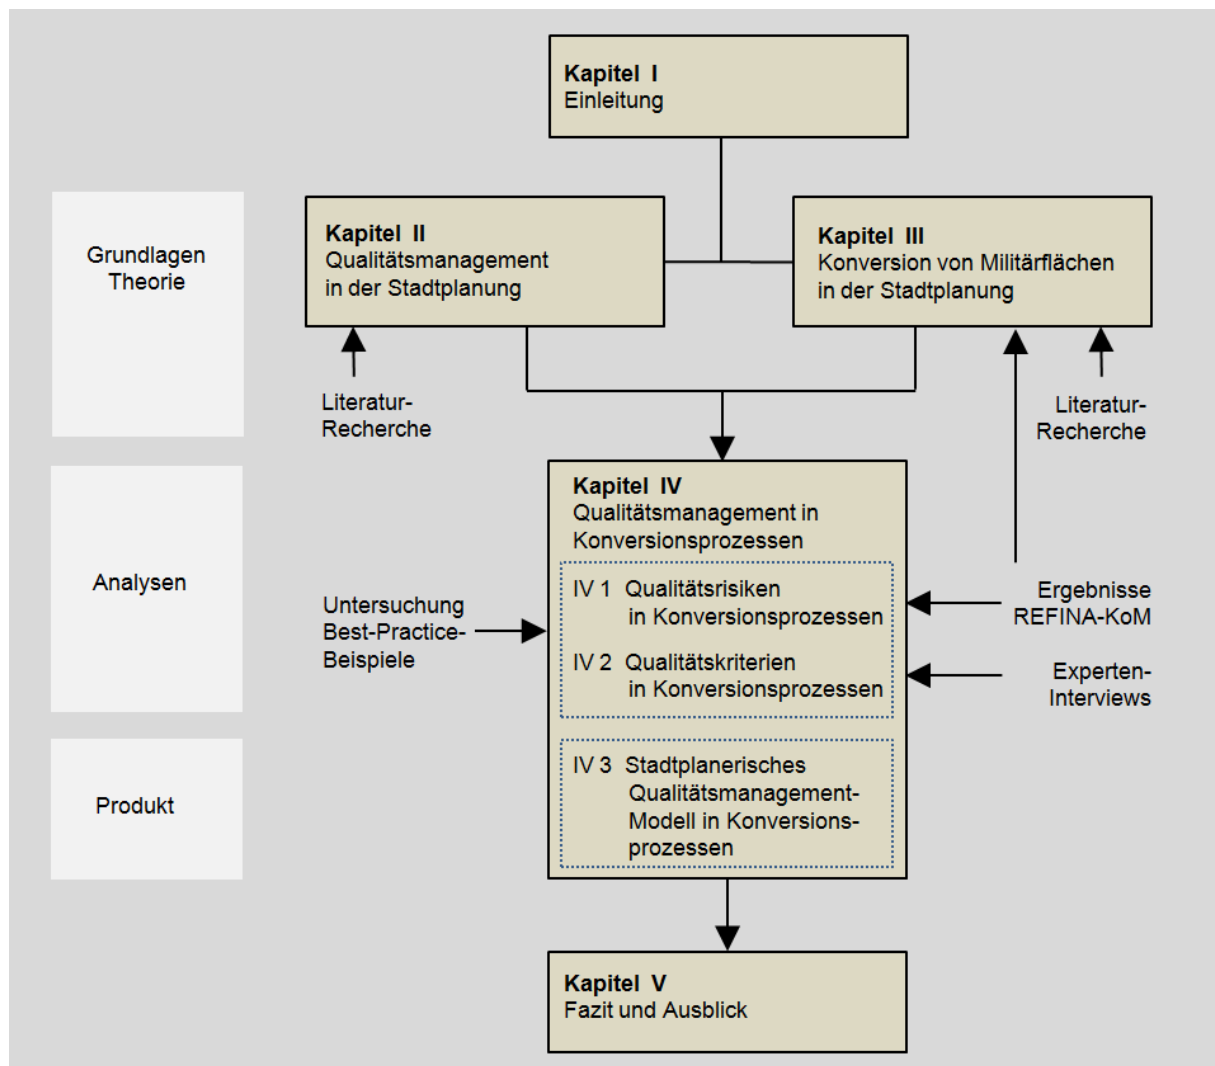 Kapitel I
Einleitung
Grundlagen
Theorie
Kapitel II
Qualitätsmanagement
in der Stadtplanung
Kapitel III
Konversion von Militärflächen
in der Stadtplanung
Literatur-
Recherche
Literatur-
Recherche
Analysen
Kapitel IV
Qualitätsmanagement in
Konversionsprozessen
IV 1 Qualitätsrisiken
in Konversionsprozessen
IV 2 Qualitätskriterien
in Konversionsprozessen
Untersuchung
Best-Practice-
Beispiele
Ergebnisse
REFINA-KoM
Experten-
Interviews
Produkt
IV 3 Stadtplanerisches
Qualitätsmanagement-
Modell in Konversions-
prozessen
Kapitel V
Fazit und Ausblick